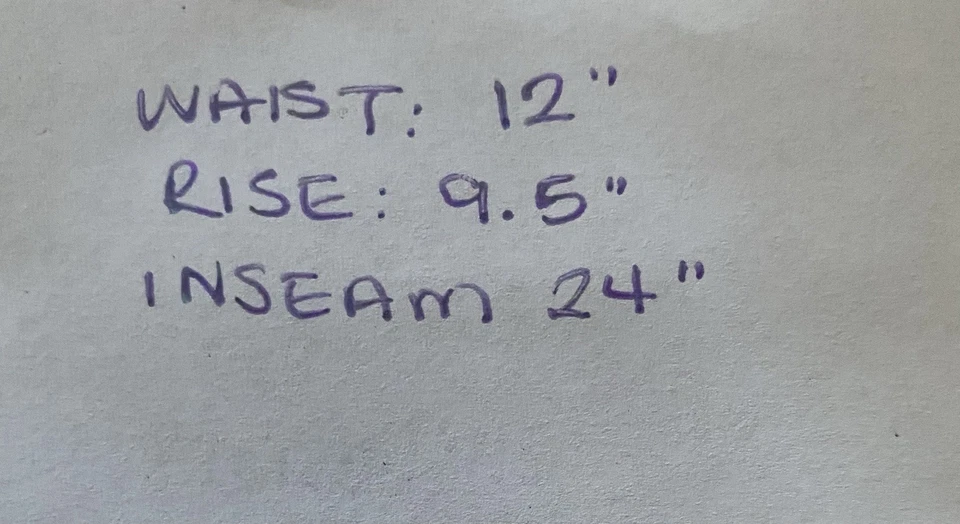 WAIST: 12"
RISE: 9.5"
INSEAM 24"